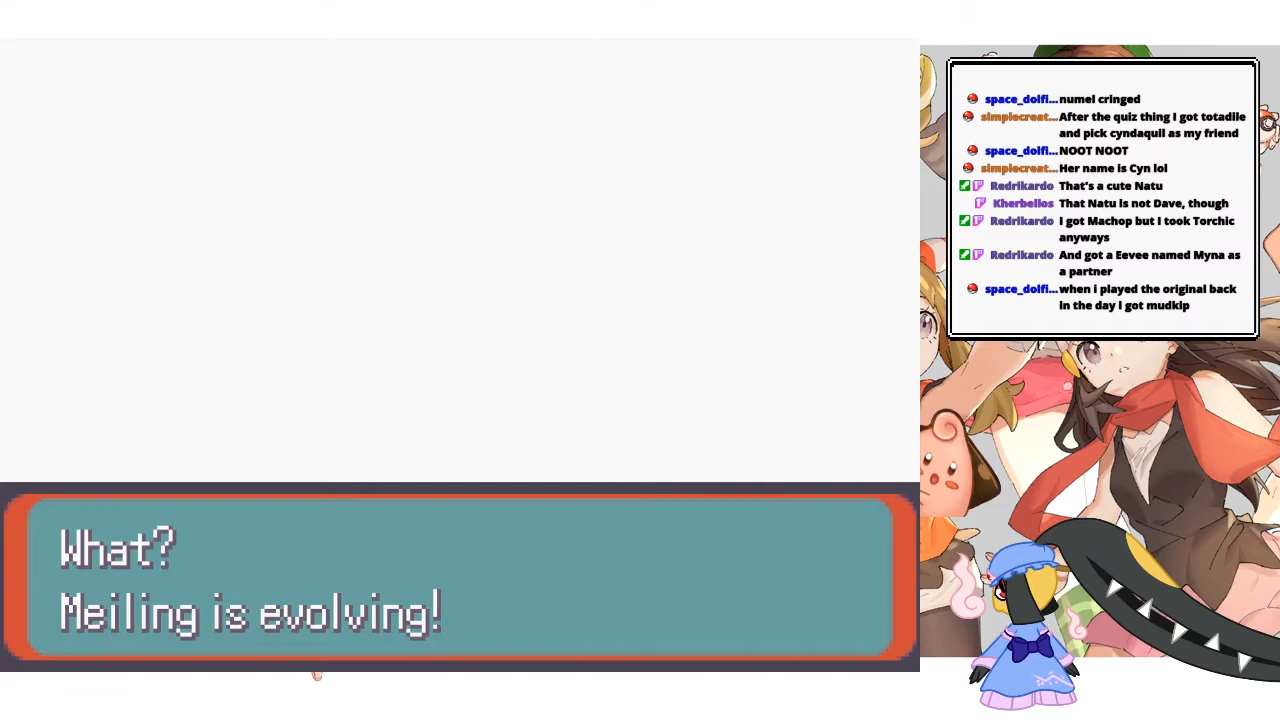 What?
Meiling is evolving!
space_dolfi... numel cringed
simplecreat... After the quiz thing I got totadile
and pick cyndaquil as my friend
space_dolfi... NOOT NOOT
simplecreat... Her name is Cyn lol
Redrikardo That's a cute Natu
Kherbellos That Natu is not Dave, though
Redrikardo I got Machop but I took Torchic
anyways
Redrikardo And got a Eevee named Myna as
a partner
space_dolfi... when i played the original back
in the day i got mudkip